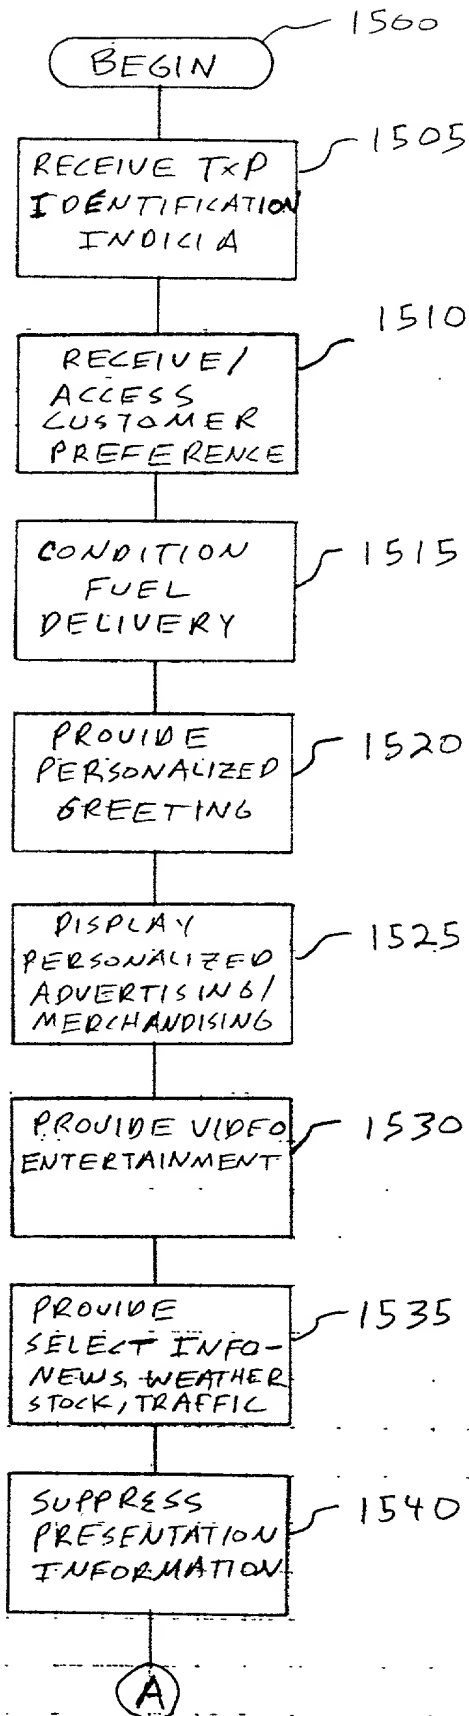 1500
BEGIN
1505
RECEIVE TxP
IDENTIFICATION
INDICIA
1510
RECEIVE/
ACCESS
CUSTOMER
PREFERENCE
1515
CONDITION
FUEL
DELIVERY
1520
PROVIDE
PERSONALIZED
GREETING
1525
DISPLAY
PERSONALIZED
ADVERTISING/
MERCHANDISING
1530
PROVIDE VIDEO
ENTERTAINMENT
1535
PROVIDE
SELECT INFO-
NEWS, WEATHER
STOCK, TRAFFIC
1540
SUPPRESS
PRESENTATION
INFORMATION
A